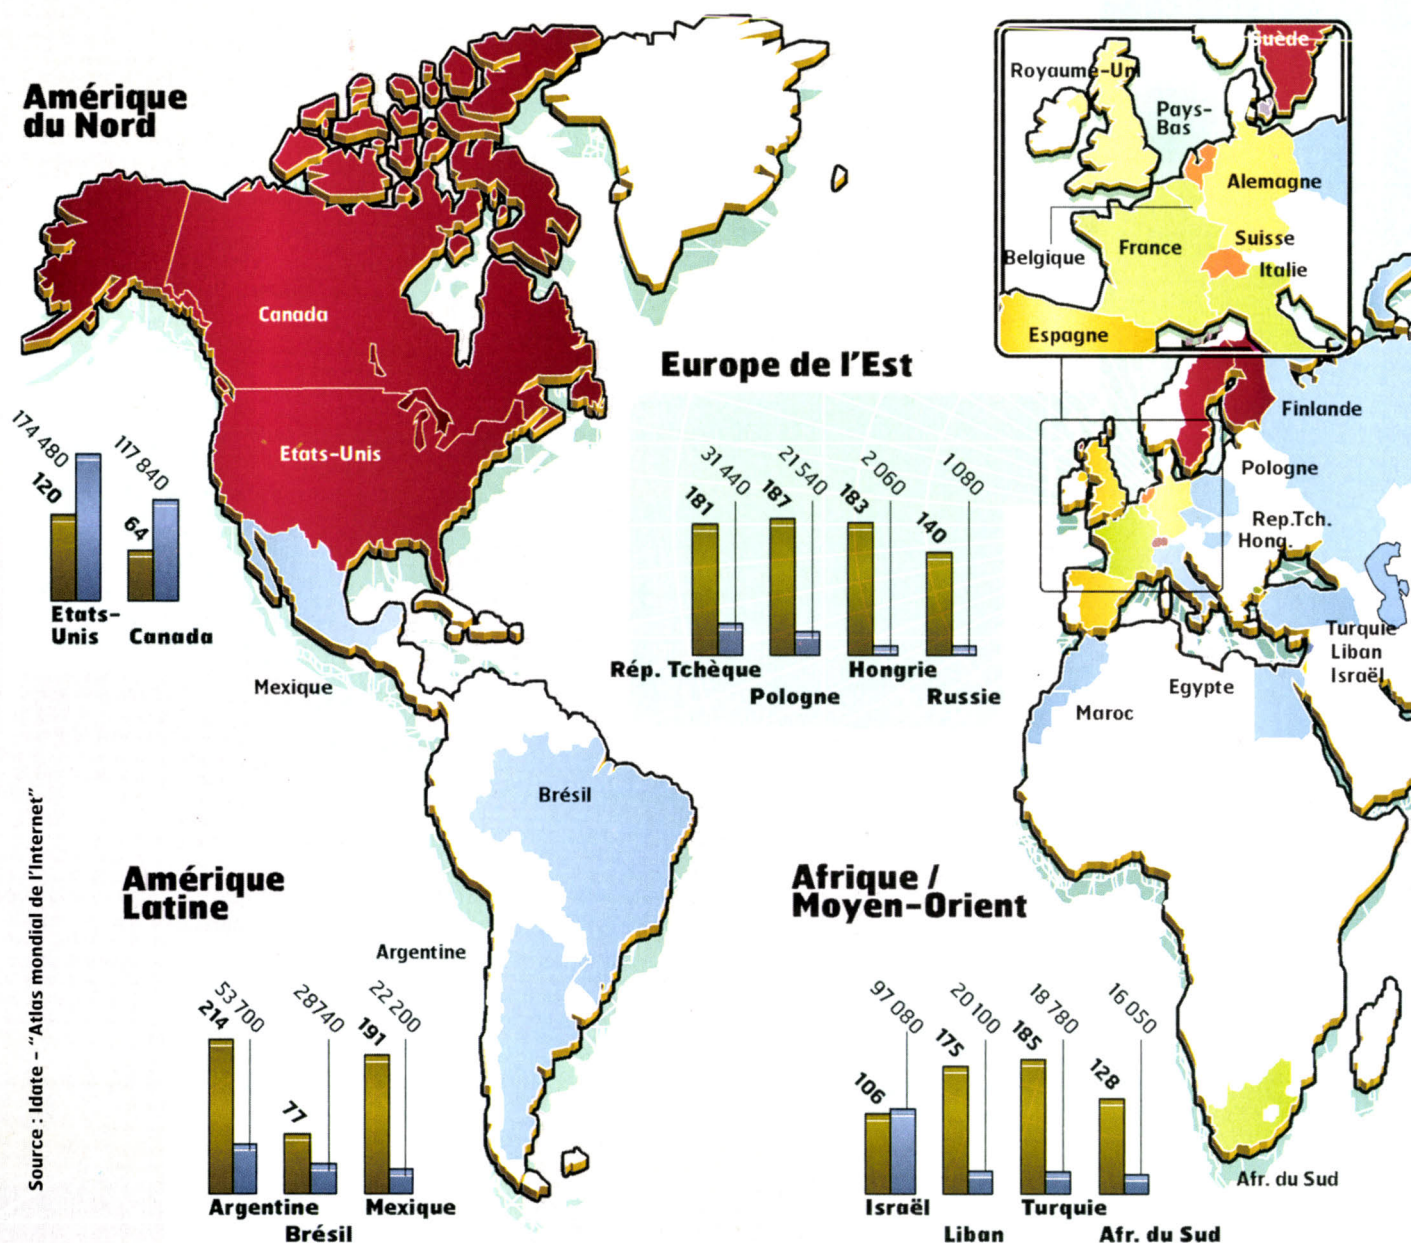 Amérique
du Nord
Royaume-Uni
Suède
Pays-
Bas
Alemagne
Belgique
France
Suisse
Italie
Espagne
Canada
Etats-Unis
Mexique
174 480
120
117 840
64
Etats-
Unis
Canada
Europe de l'Est
31 440
181
21 540
187
2 060
183
1 080
140
Rép. Tchèque
Pologne
Hongrie
Russie
Finlande
Pologne
Rep.Tch.
Hong.
Turquie
Liban
Israël
Egypte
Maroc
Brésil
Argentine
Amérique
Latine
53 700
214
28740
77
22 200
191
Argentine
Brésil
Mexique
Afrique /
Moyen-Orient
97 080
106
20 100
175
18 780
185
16 050
128
Israël
Liban
Turquie
Afr. du Sud
Afr. du Sud
Source : Idate - "Atlas mondial de l'Internet"